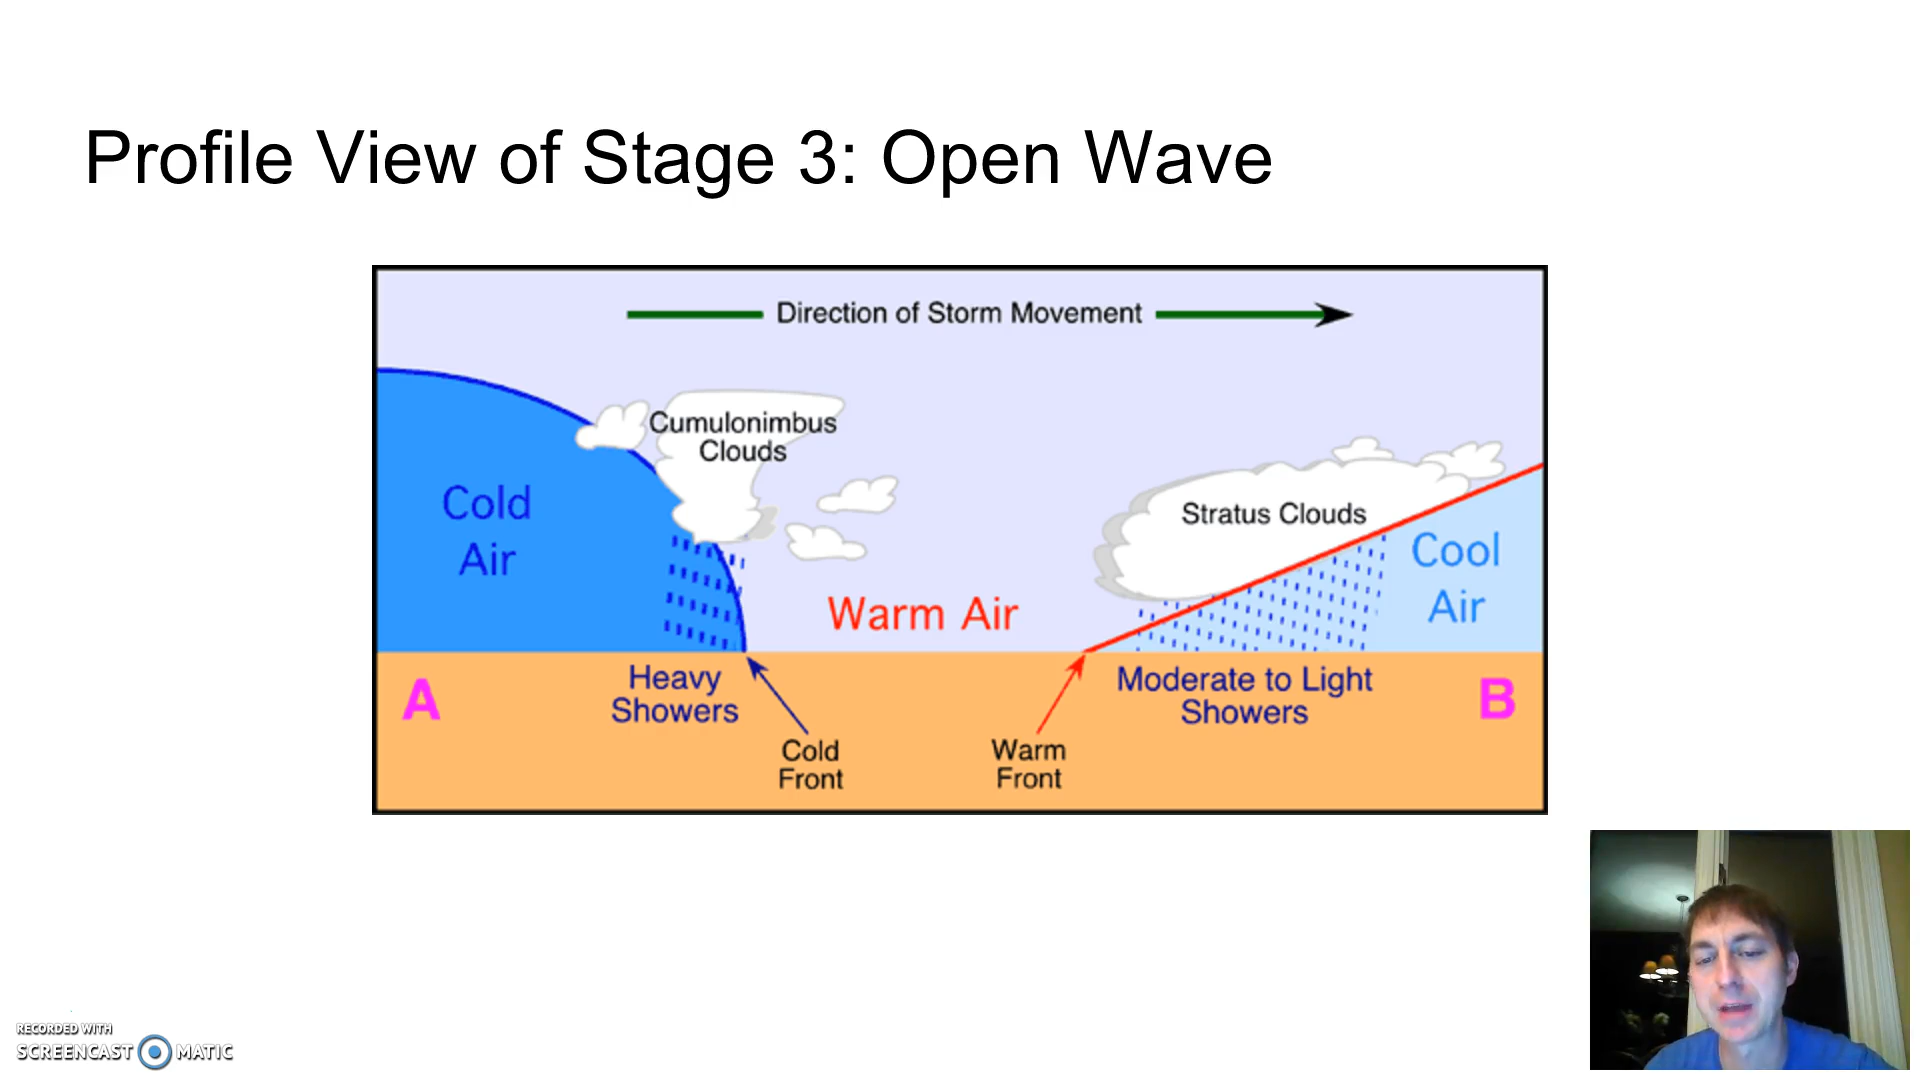 Profile View of Stage 3: Open Wave
Direction of Storm Movement
Cumulonimbus
Clouds
Cold
Air
Stratus Clouds
Cool
Air
Warm Air
A
Heavy
Showers
Moderate to Light
Showers
B
Cold
Front
Warm
Front
RECORDED WITH
SCREENCAST MATIC